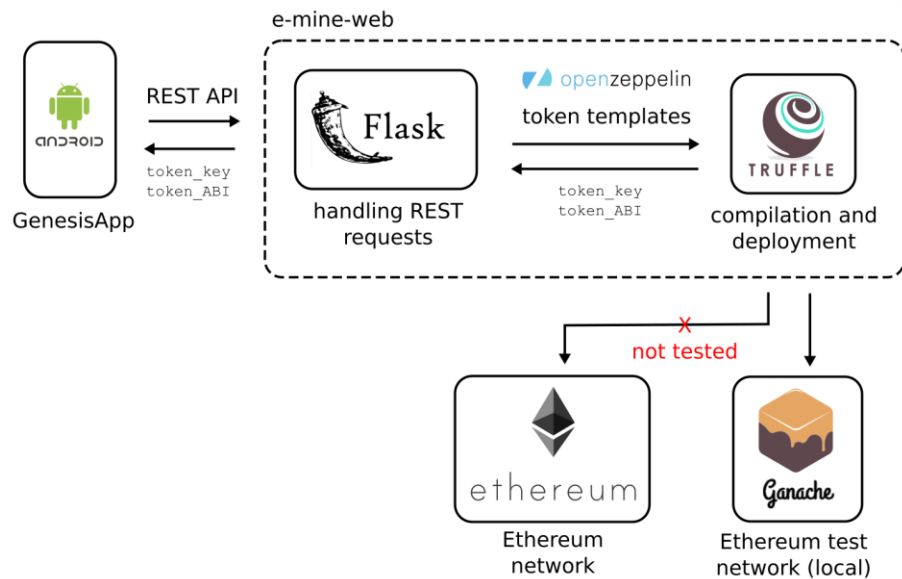 e-mine-web
ANDROID
GenesisApp
REST API
token_key
token_ABI
Flask
handling REST
requests
openzeppelin
token templates
token_key
token_ABI
TRUFFLE
compilation and
deployment
X
not tested
ethereum
Ethereum
network
Ganache
Ethereum test
network (local)